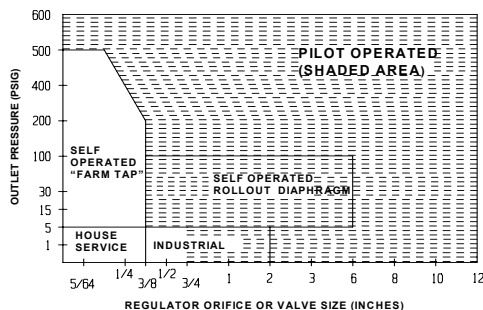 600
500
400
200
100
30
15
5
1
OUTLET PRESSURE (PSIG)
PILOT OPERATED
(SHADED AREA)
SELF
OPERATED
“FARM TAP”
SELF OPERATED
ROLLOUT DIAPHRAGM
HOUSE
SERVICE
INDUSTRIAL
5/64
1/4
3/8
1/2
3/4
1
2
3
6
8
10
12
REGULATOR ORIFICE OR VALVE SIZE (INCHES)